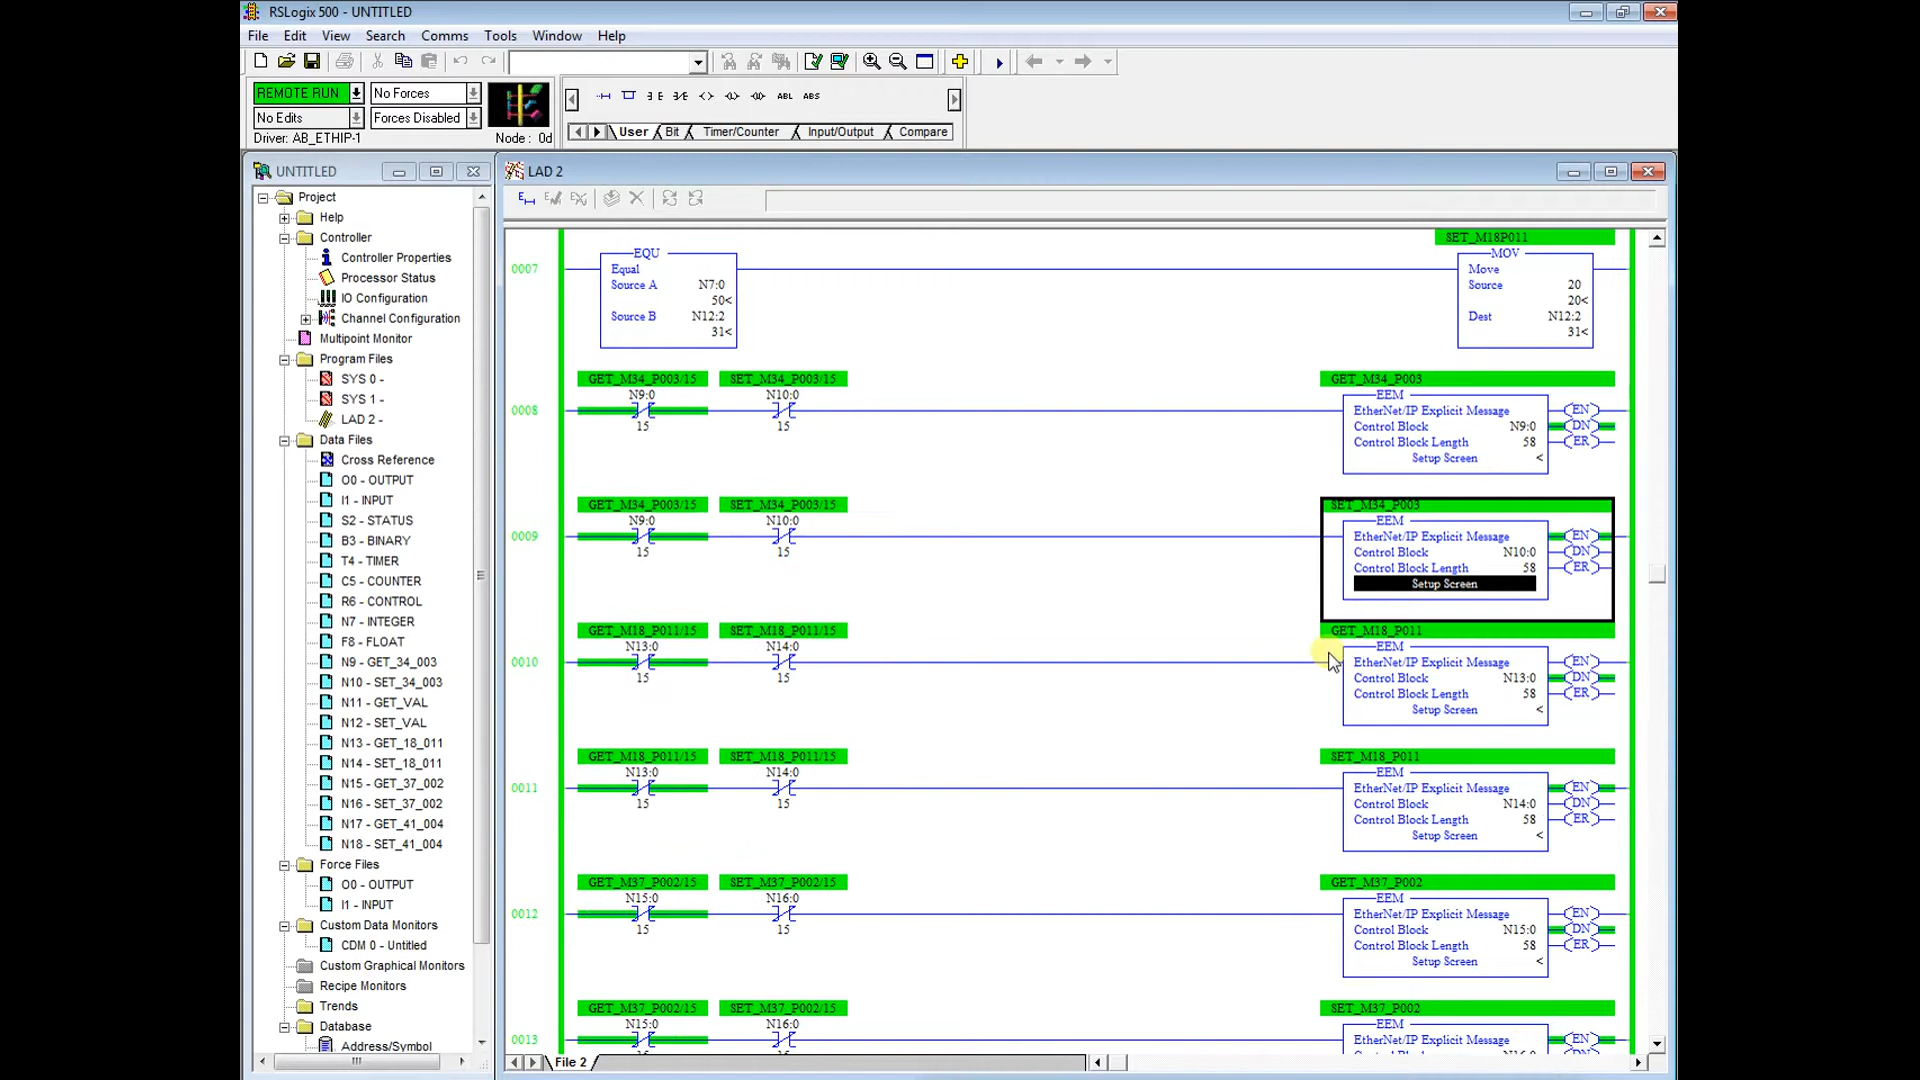 RSLogix 500 - UNTITLED
File Edit View Search Comms Tools Window Help
REMOTE RUN No Forces
No Edits Forces Disabled
Driver: AB_ETHIP-1 Node : 0d
ABL ABS
User Bit Timer/Counter Input/Output Compare
UNTITLED
Project
Help
Controller
Controller Properties
Processor Status
IO Configuration
Channel Configuration
Multipoint Monitor
Program Files
SYS 0 -
SYS 1 -
LAD 2 -
Data Files
Cross Reference
O0 - OUTPUT
I1 - INPUT
S2 - STATUS
B3 - BINARY
T4 - TIMER
C5 - COUNTER
R6 - CONTROL
N7 - INTEGER
F8 - FLOAT
N9 - GET_34_003
N10 - SET_34_003
N11 - GET_VAL
N12 - SET_VAL
N13 - GET_18_011
N14 - SET_18_011
N15 - GET_37_002
N16 - SET_37_002
N17 - GET_41_004
N18 - SET_41_004
Force Files
O0 - OUTPUT
I1 - INPUT
Custom Data Monitors
CDM 0 - Untitled
Custom Graphical Monitors
Recipe Monitors
Trends
Database
Address/Symbol
LAD 2
SET_M18P011
EQU MOV
0007 Equal Move
Source A N7:0 Source 20
50< 20<
Source B N12:2 Dest N12:2
31< 31<
GET_M34_P003/15 SET_M34_P003/15 GET_M34_P003
N9:0 N10:0 EEM
0008 EtherNet/IP Explicit Message EN
15 15 Control Block N9:0 DN
Control Block Length 58 ER
Setup Screen <
GET_M34_P003/15 SET_M34_P003/15 SET_M34_P003
N9:0 N10:0 EEM
0009 EtherNet/IP Explicit Message EN
15 15 Control Block N10:0 DN
Control Block Length 58 ER
Setup Screen
GET_M18_P011/15 SET_M18_P011/15 GET_M18_P011
N13:0 N14:0 EEM
0010 EtherNet/IP Explicit Message EN
15 15 Control Block N13:0 DN
Control Block Length 58 ER
Setup Screen <
GET_M18_P011/15 SET_M18_P011/15 SET_M18_P011
N13:0 N14:0 EEM
0011 EtherNet/IP Explicit Message EN
15 15 Control Block N14:0 DN
Control Block Length 58 ER
Setup Screen <
GET_M37_P002/15 SET_M37_P002/15 GET_M37_P002
N15:0 N16:0 EEM
0012 EtherNet/IP Explicit Message EN
15 15 Control Block N15:0 DN
Control Block Length 58 ER
Setup Screen <
GET_M37_P002/15 SET_M37_P002/15 SET_M37_P002
N15:0 N16:0 EEM
0013 EtherNet/IP Explicit Message EN
File 2